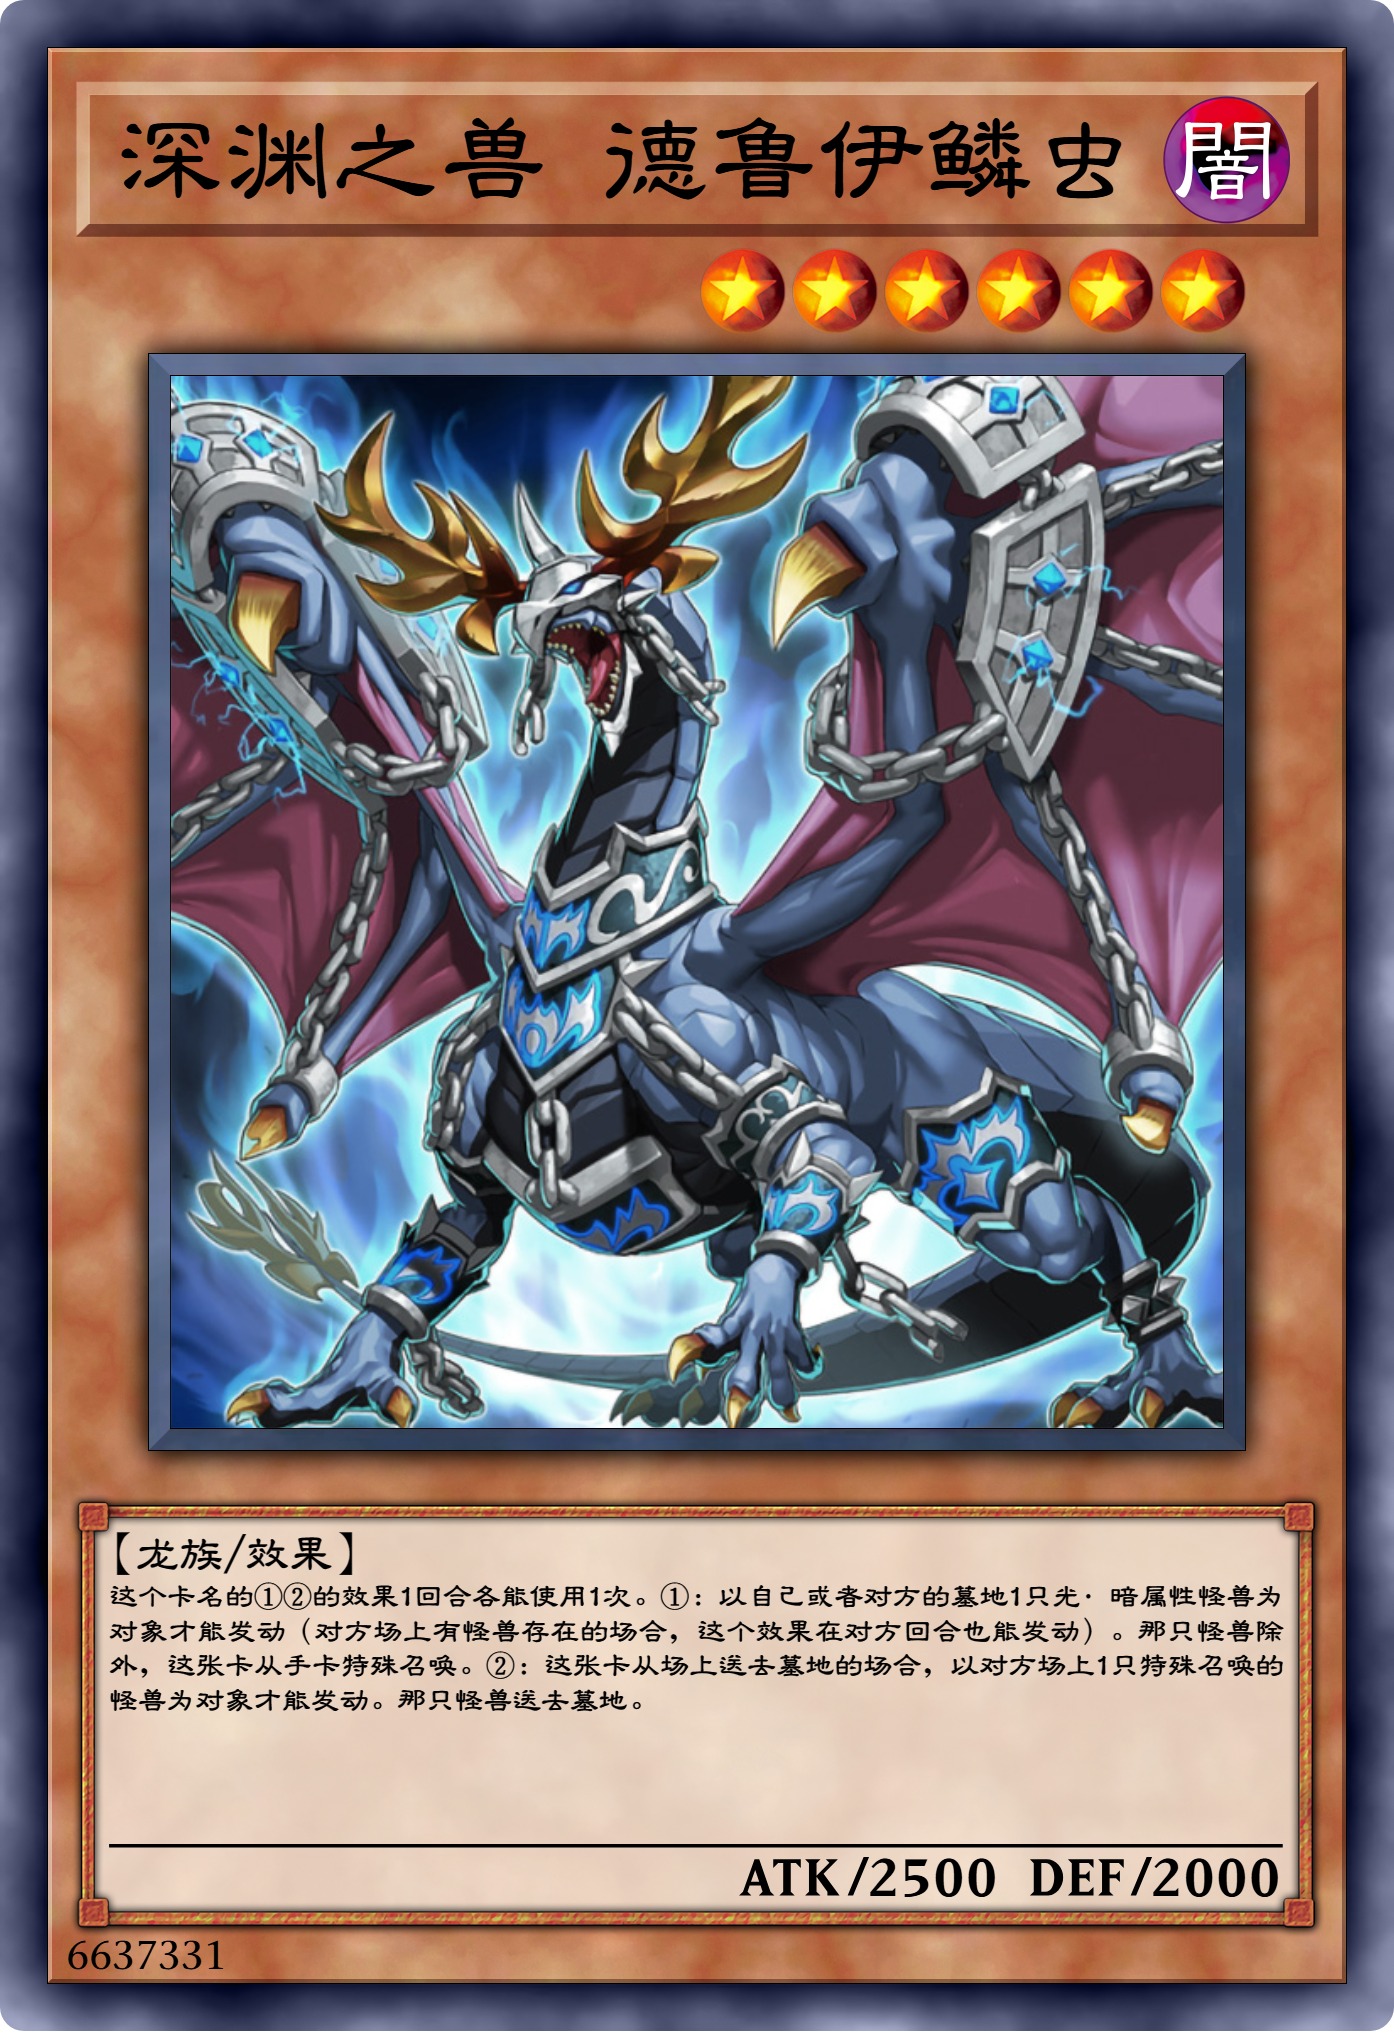 深渊之兽 德鲁伊鳞虫 闇
【龙族/效果】
这个卡名的①②的效果1回合各能使用1次。①：以自己或者对方的墓地1只光·暗属性怪兽为
对象才能发动（对方场上有怪兽存在的场合，这个效果在对方回合也能发动）。那只怪兽除
外，这张卡从手卡特殊召唤。②：这张卡从场上送去墓地的场合，以对方场上1只特殊召唤的
怪兽为对象才能发动。那只怪兽送去墓地。
ATK/2500 DEF/2000
6637331